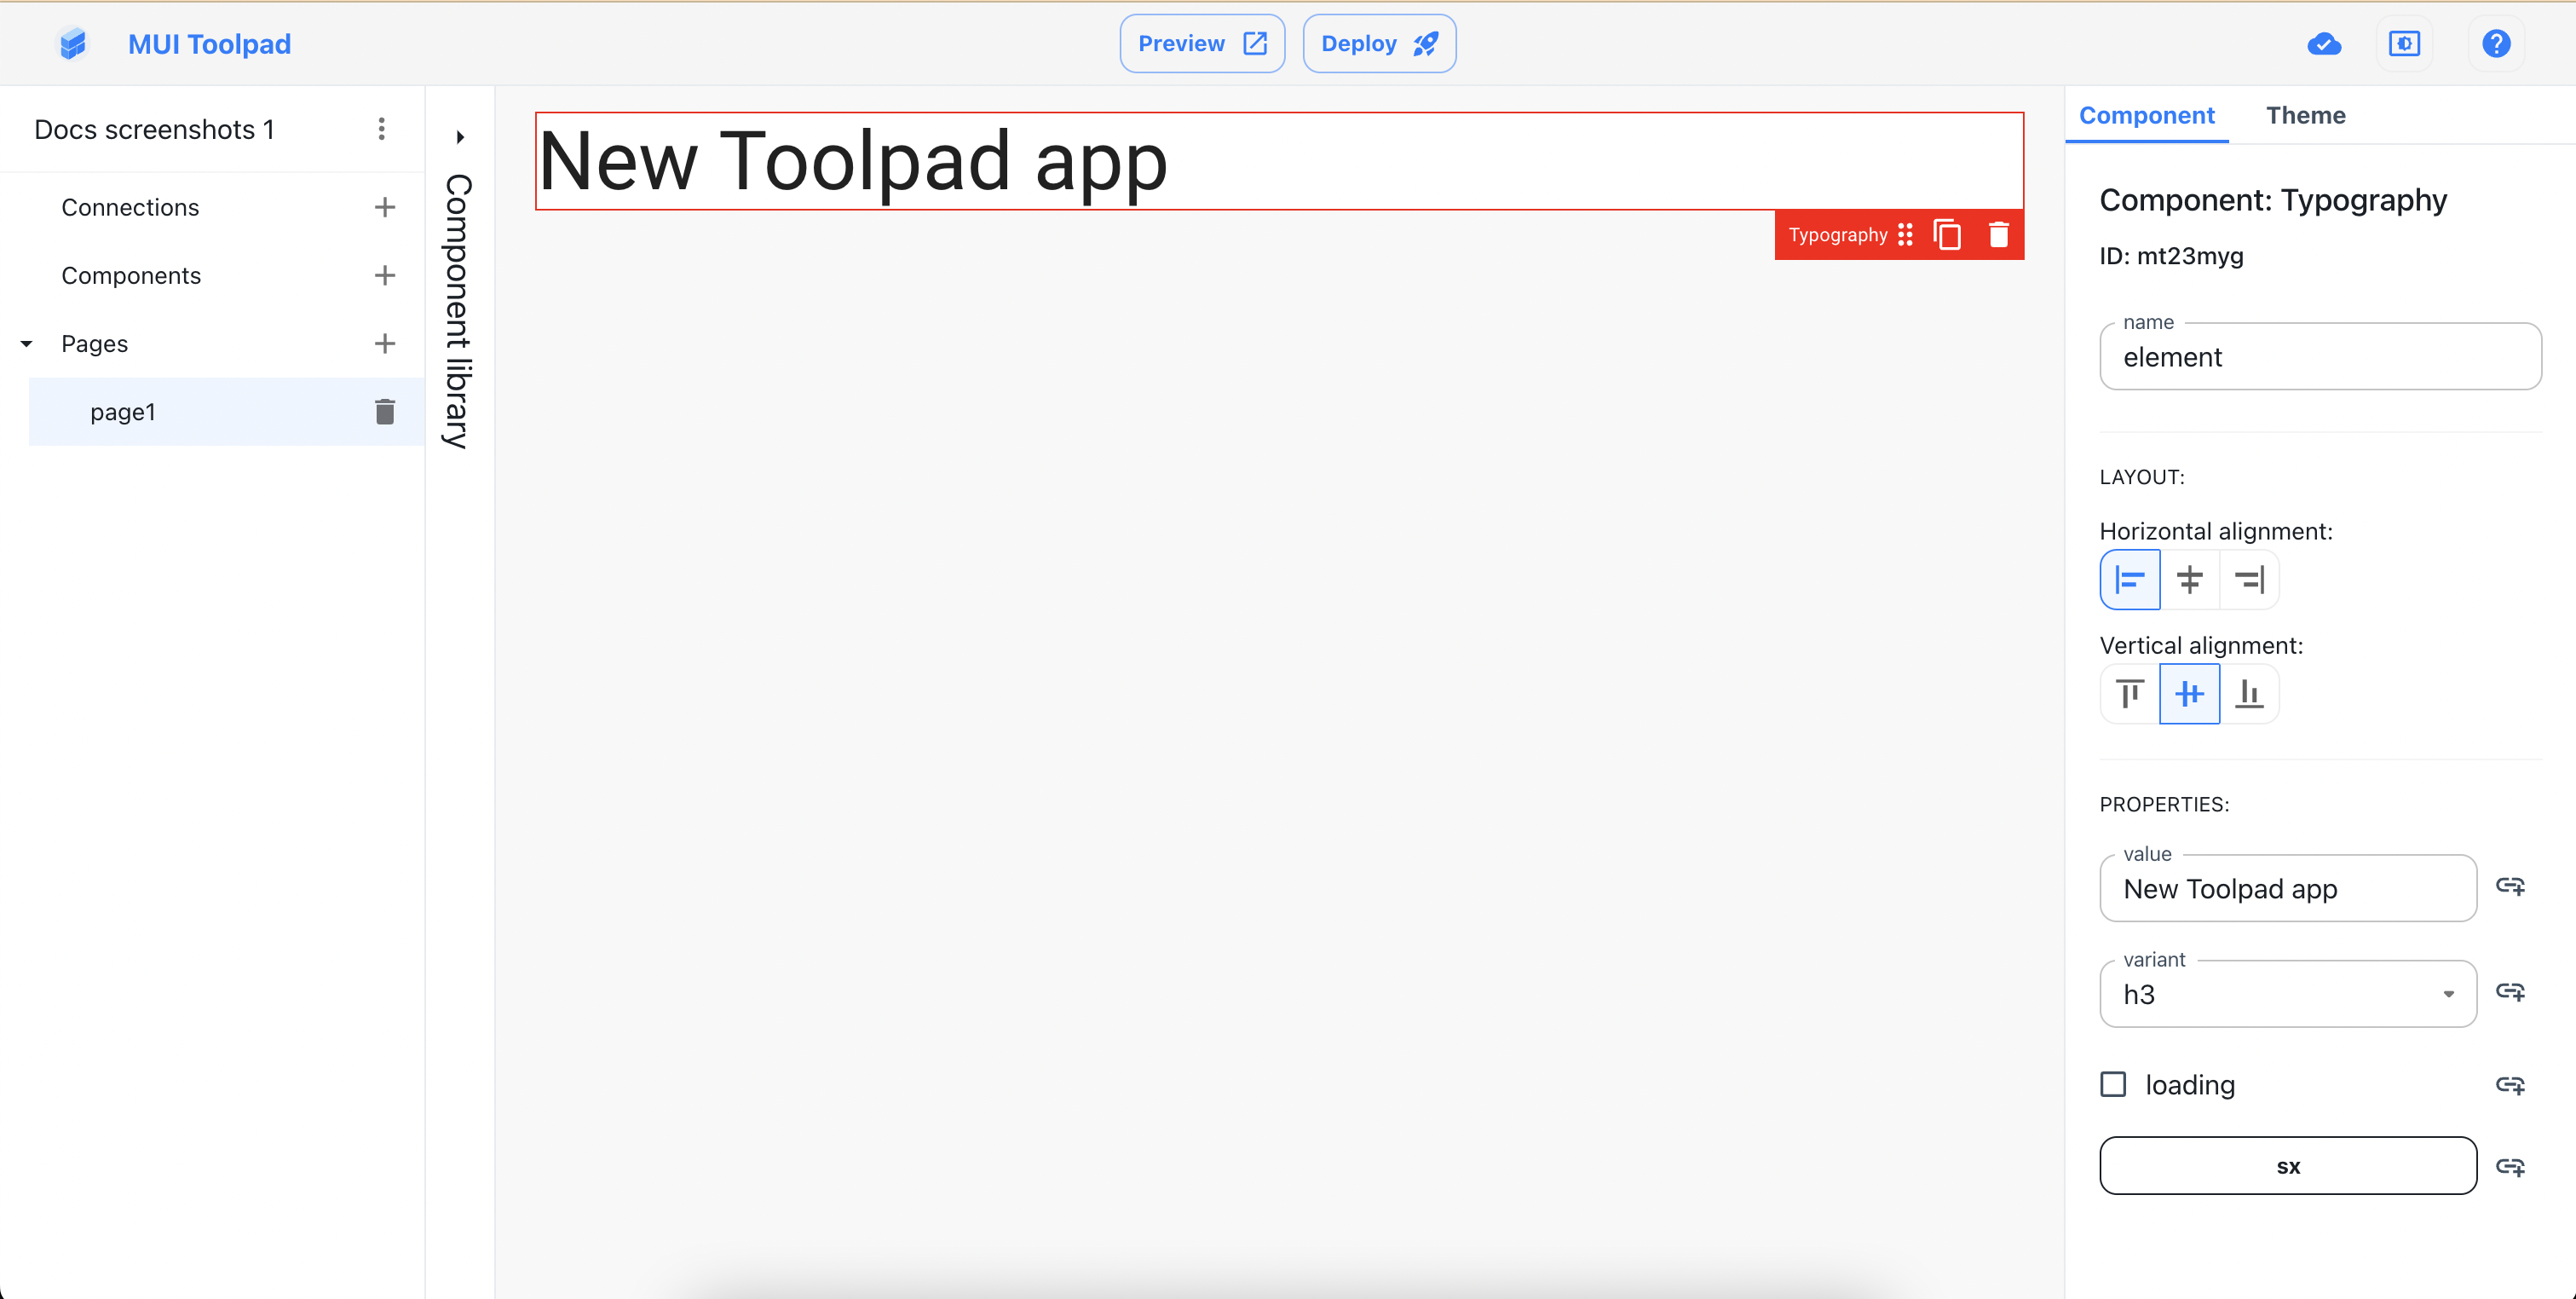 MUI Toolpad
Preview
Deploy
Docs screenshots 1
Connections
Components
Pages
page1
Component library
New Toolpad app
Typography
Component
Theme
Component: Typography
ID: mt23myg
name
element
LAYOUT:
Horizontal alignment:
Vertical alignment:
PROPERTIES:
value
New Toolpad app
variant
h3
loading
sx